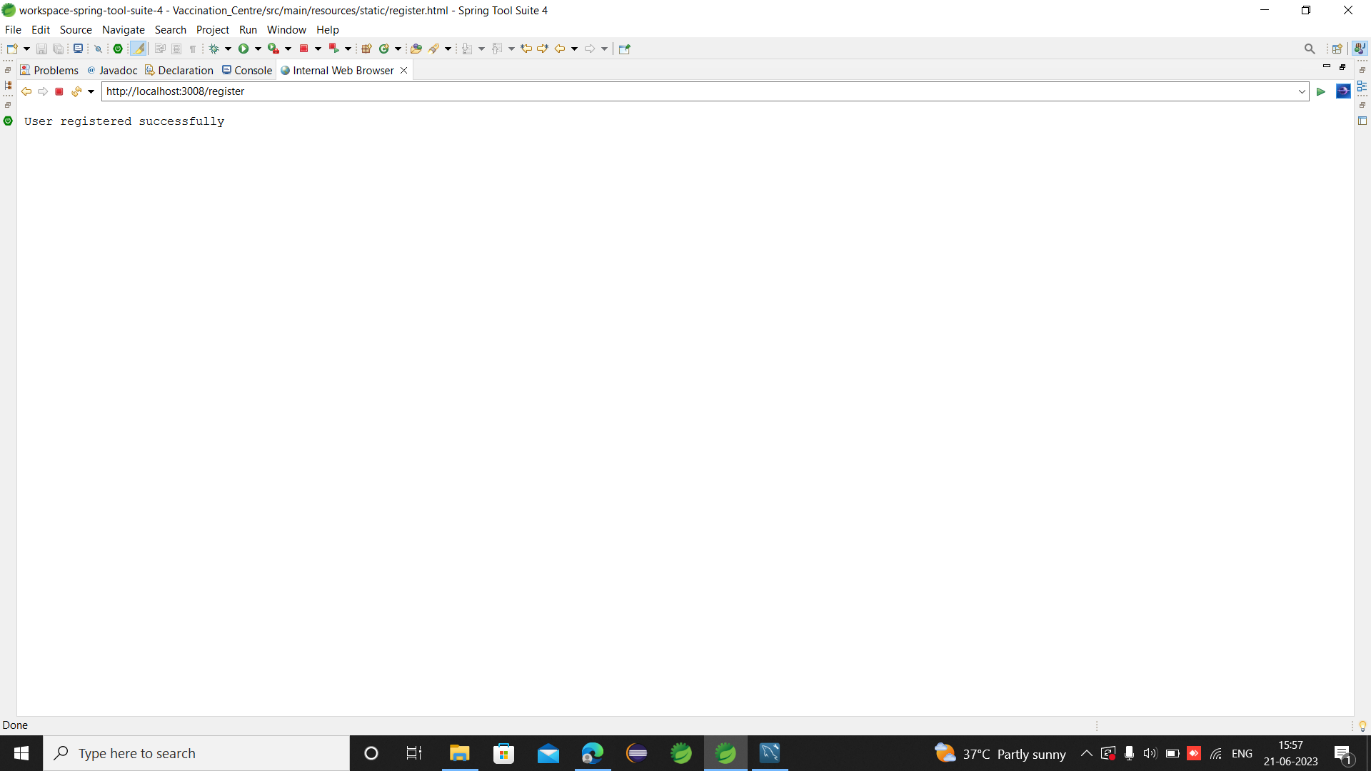 workspace-spring-tool-suite-4 - Vaccination_Centre/src/main/resources/static/register.html - Spring Tool Suite 4
File Edit Source Navigate Search Project Run Window Help
Problems @ Javadoc Declaration Console Internal Web Browser
http://localhost:3008/register
User registered successfully
Done
Type here to search
37°C Partly sunny
ENG
15:57
21-06-2023
1